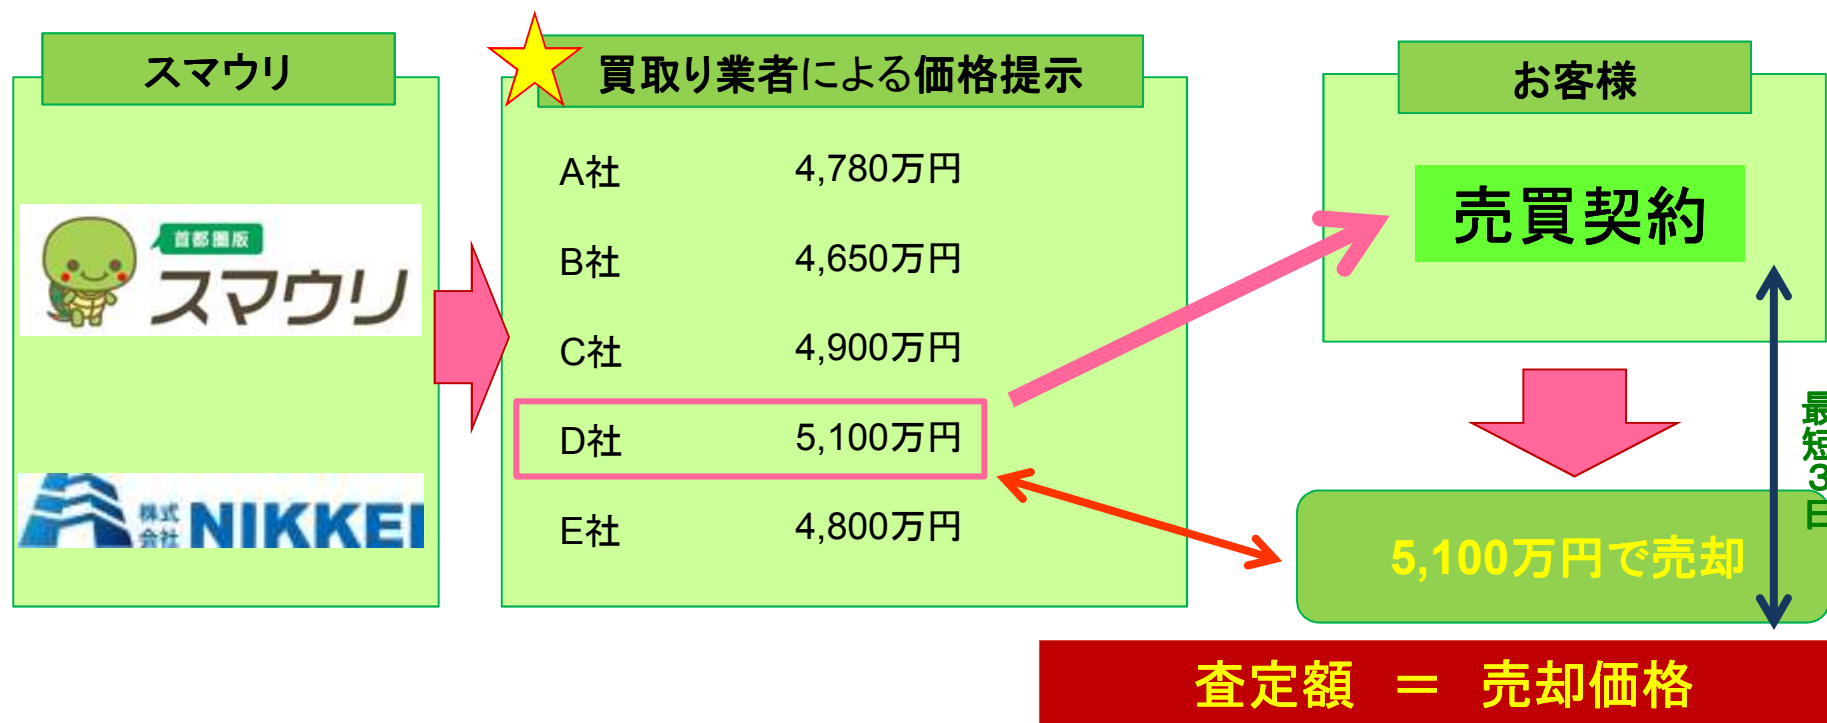 スマウリ
首都圏版
スマウリ
株式
会社 NIKKEI
買取り業者による価格提示
A社 4,780万円
B社 4,650万円
C社 4,900万円
D社 5,100万円
E社 4,800万円
お客様
売買契約
最短3日
5,100万円で売却
査定額 = 売却価格